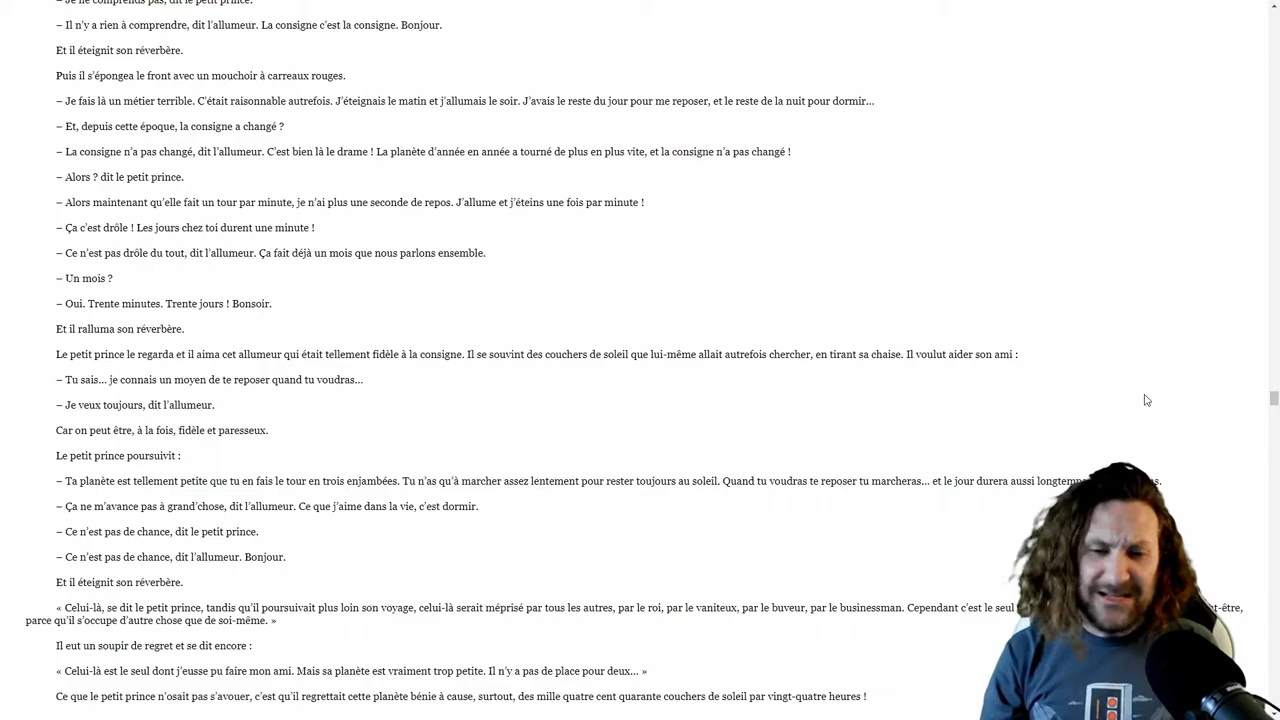 – Je ne comprends pas, dit le petit prince.
– Il n'y a rien à comprendre, dit l'allumeur. La consigne c'est la consigne. Bonjour.
Et il éteignit son réverbère.
Puis il s'épongea le front avec un mouchoir à carreaux rouges.
– Je fais là un métier terrible. C'était raisonnable autrefois. J'éteignais le matin et j'allumais le soir. J'avais le reste du jour pour me reposer, et le reste de la nuit pour dormir…
– Et, depuis cette époque, la consigne a changé ?
– La consigne n'a pas changé, dit l'allumeur. C'est bien là le drame ! La planète d'année en année a tourné de plus en plus vite, et la consigne n'a pas changé !
– Alors ? dit le petit prince.
– Alors maintenant qu'elle fait un tour par minute, je n'ai plus une seconde de repos. J'allume et j'éteins une fois par minute !
– Ça c'est drôle ! Les jours chez toi durent une minute !
– Ce n'est pas drôle du tout, dit l'allumeur. Ça fait déjà un mois que nous parlons ensemble.
– Un mois ?
– Oui. Trente minutes. Trente jours ! Bonsoir.
Et il ralluma son réverbère.
Le petit prince le regarda et il aima cet allumeur qui était tellement fidèle à la consigne. Il se souvint des couchers de soleil que lui-même allait autrefois chercher, en tirant sa chaise. Il voulut aider son ami :
– Tu sais… je connais un moyen de te reposer quand tu voudras…
– Je veux toujours, dit l'allumeur.
Car on peut être, à la fois, fidèle et paresseux.
Le petit prince poursuivit :
– Ta planète est tellement petite que tu en fais le tour en trois enjambées. Tu n'as qu'à marcher assez lentement pour rester toujours au soleil. Quand tu voudras te reposer tu marcheras… et le jour durera aussi
– Ça ne m'avance pas à grand'chose, dit l'allumeur. Ce que j'aime dans la vie, c'est dormir.
– Ce n'est pas de chance, dit le petit prince.
– Ce n'est pas de chance, dit l'allumeur. Bonjour.
Et il éteignit son réverbère.
« Celui-là, se dit le petit prince, tandis qu'il poursuivait plus loin son voyage, celui-là serait méprisé par tous les autres, par le roi, par le vaniteux, par le buveur, par le businessman. Cependant c'est le seul
parce qu'il s'occupe d'autre chose que de soi-même. »
Il eut un soupir de regret et se dit encore :
« Celui-là est le seul dont j'eusse pu faire mon ami. Mais sa planète est vraiment trop petite. Il n'y a pas de place pour deux… »
Ce que le petit prince n'osait pas s'avouer, c'est qu'il regrettait cette planète bénie à cause, surtout, des mille quatre cent quarante couchers de soleil par vingt-quatre heures !